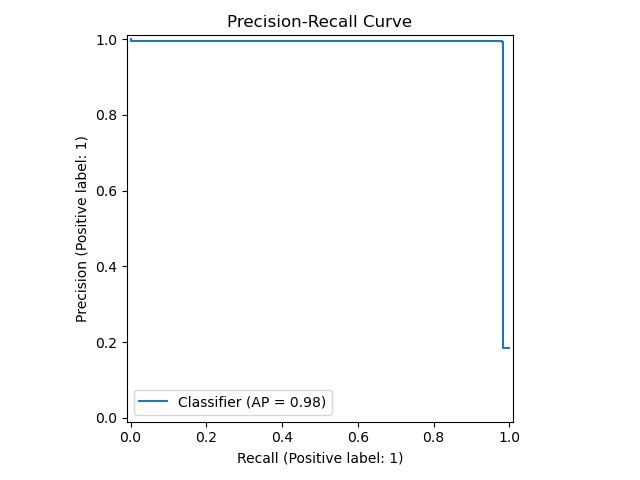 Precision-Recall Curve
1.0
0.8
0.6
0.4
0.2
0.0
Precision (Positive label: 1)
Classifier (AP = 0.98)
0.0 0.2 0.4 0.6 0.8 1.0
Recall (Positive label: 1)